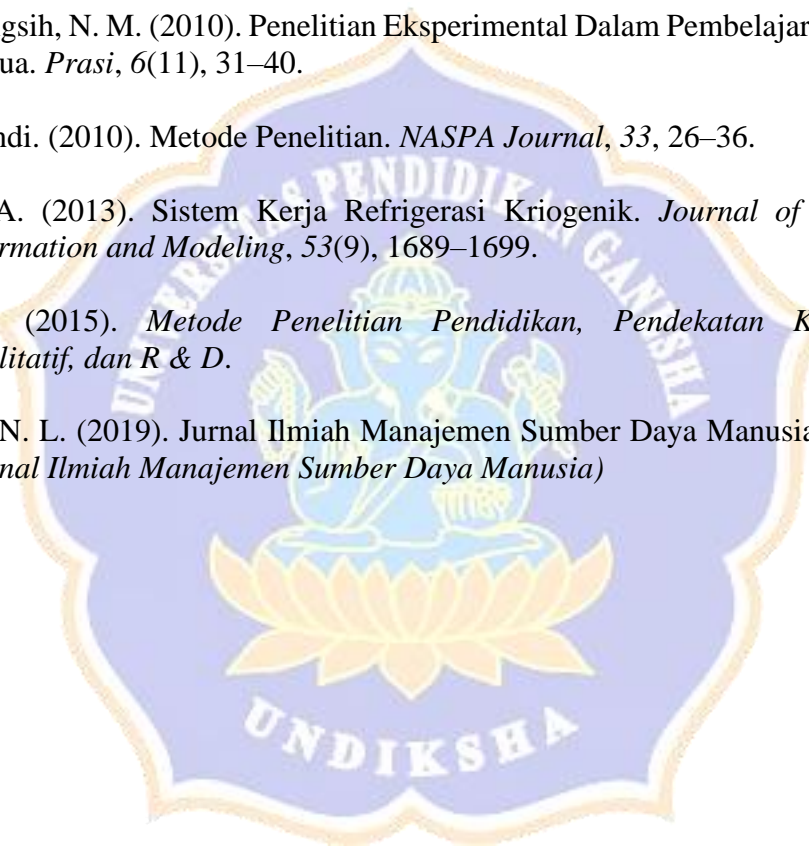 gsih, N. M. (2010). Penelitian Eksperimental Dalam Pembelajar
ua. Prasi, 6(11), 31–40.
ndi. (2010). Metode Penelitian. NASPA Journal, 33, 26–36.
A. (2013). Sistem Kerja Refrigerasi Kriogenik. Journal of
rmation and Modeling, 53(9), 1689–1699.
(2015). Metode Penelitian Pendidikan, Pendekatan K
litatif, dan R & D.
N. L. (2019). Jurnal Ilmiah Manajemen Sumber Daya Manusia
nal Ilmiah Manajemen Sumber Daya Manusia)
UNIVERSITAS PENDIDIKAN GANESHA
UNDIKSHA